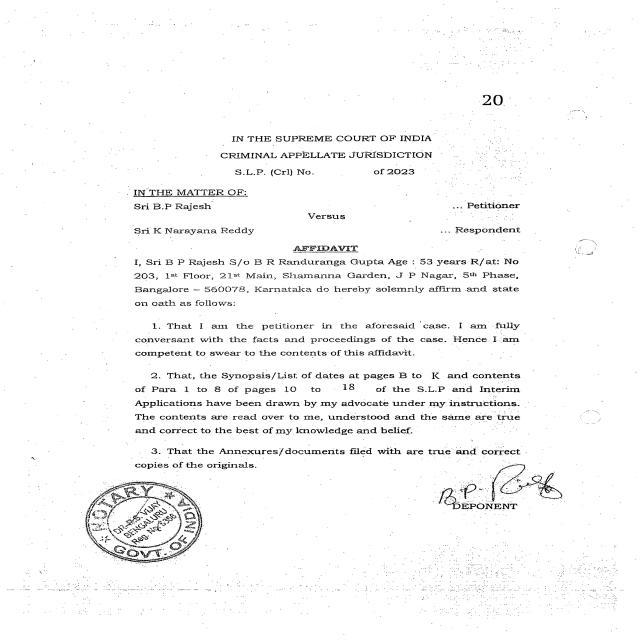 20
IN THE SUPREME COURT OF INDIA
CRIMINAL APPELLATE JURISDICTION
S.L.P. (Crl) No. of 2023
IN THE MATTER OF:
Sri B.P Rajesh ... Petitioner
Versus
Sri K Narayana Reddy ... Respondent
AFFIDAVIT
I, Sri B P Rajesh S/o B R Randuranga Gupta Age : 53 years R/at: No
203, 1st Floor, 21st Main, Shamanna Garden, J P Nagar, 5th Phase,
Bangalore – 560078, Karnataka do hereby solemnly affirm and state
on oath as follows:
1. That I am the petitioner in the aforesaid case. I am fully
conversant with the facts and proceedings of the case. Hence I am
competent to swear to the contents of this affidavit.
2. That, the Synopsis/List of dates at pages B to K and contents
of Para 1 to 8 of pages 10 to 18 of the S.L.P and Interim
Applications have been drawn by my advocate under my instructions.
The contents are read over to me, understood and the same are true
and correct to the best of my knowledge and belief.
3. That the Annexures/documents filed with are true and correct
copies of the originals.
B.P.
DEPONENT
NOTARY
VIJAY
BENGALURU
Reg. No.
GOVT. OF INDIA